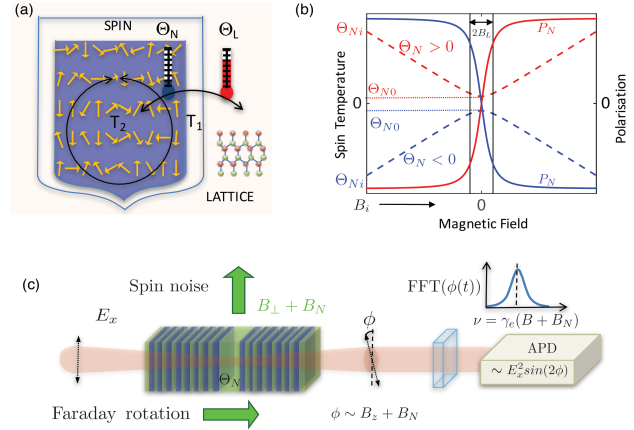 (a)
SPIN
Θ_N
Θ_L
T_2
T_1
LATTICE
(b)
2B_L
Θ_Ni
Θ_N > 0
P_N
Θ_N0
0
Θ_N0
Θ_N < 0
Θ_Ni
P_N
Spin Temperature
0
Polarisation
B_i
0
Magnetic Field
(c)
Spin noise
B_⊥ + B_N
E_x
Θ_N
Faraday rotation
ϕ
ϕ ∼ B_z + B_N
FFT(ϕ(t))
ν = γ_e(B + B_N)
APD
∼ E_x^2 sin(2ϕ)